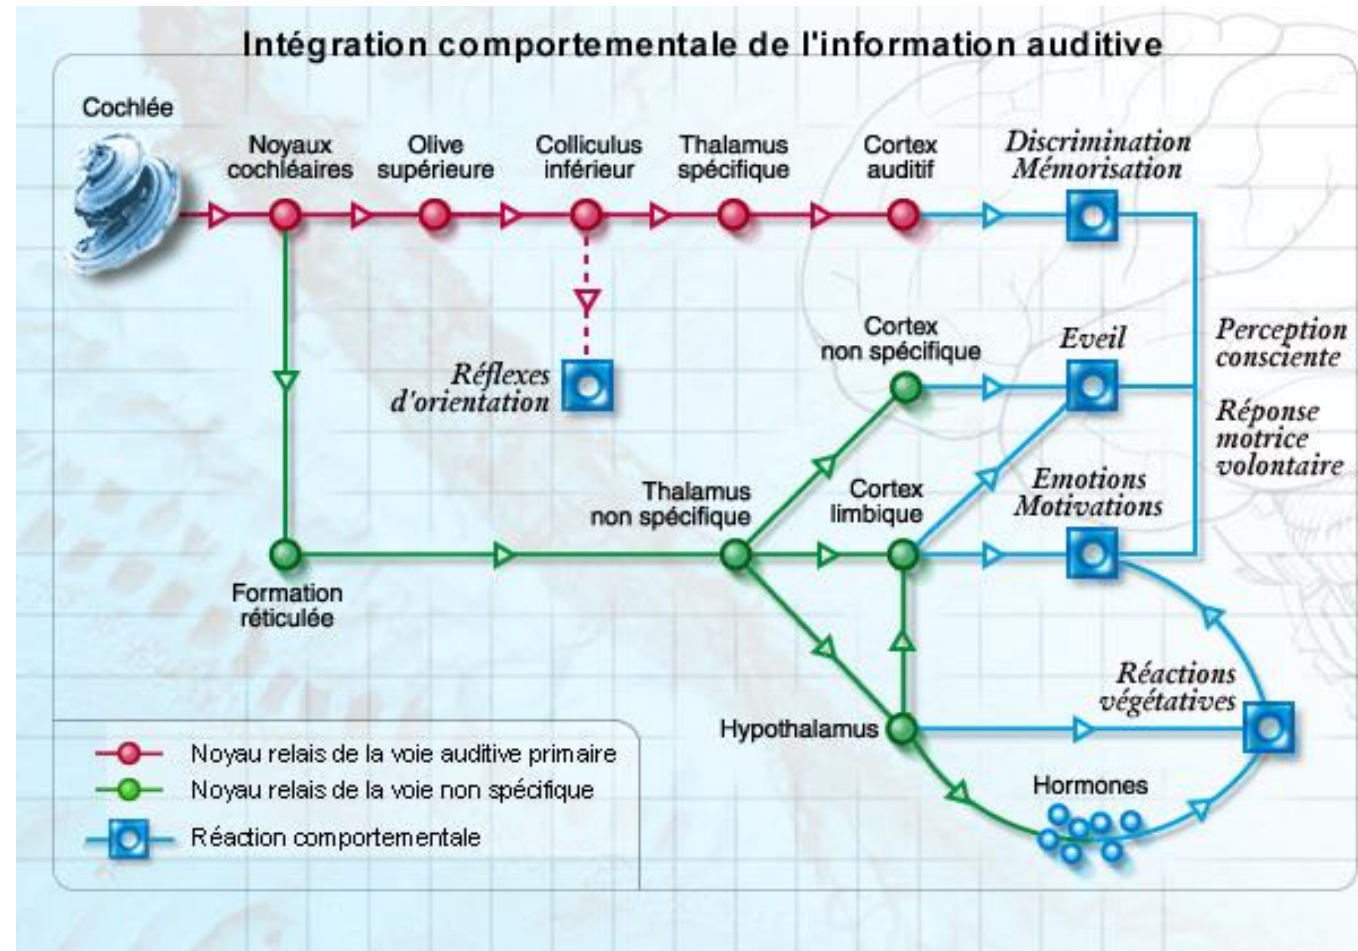 Intégration comportementale de l'information auditive
Cochlée
Noyaux
cochléaires
Olive
supérieure
Colliculus
inférieur
Thalamus
spécifique
Cortex
auditif
Discrimination
Mémorisation
Réflexes
d'orientation
Cortex
non spécifique
Eveil
Perception
consciente
Réponse
motrice
volontaire
Thalamus
non spécifique
Cortex
limbique
Emotions
Motivations
Formation
réticulée
Hypothalamus
Réactions
végétatives
Hormones
Noyau relais de la voie auditive primaire
Noyau relais de la voie non spécifique
Réaction comportementale